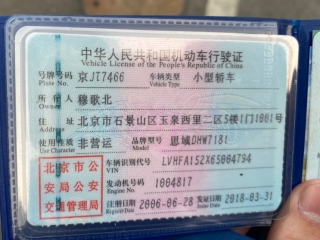 中华人民共和国机动车行驶证
Vehicle License of the People's Republic of China
号牌号码 京JT7466 车辆类型 小型轿车
Plate No. Vehicle Type
所有人 穆歌北
Owner
住址 北京市石景山区玉泉西里二区5楼1门1001号
Address
使用性质 非营运 品牌型号 思域DHW7181
Use Character Model
北京市公安局公安交通管理局
车辆识别代号 LVHFA152X65004794
VIN
发动机号码 1004817
Engine No.
注册日期 2006-06-28 发证日期 2018-03-31
Register Date Issue Date